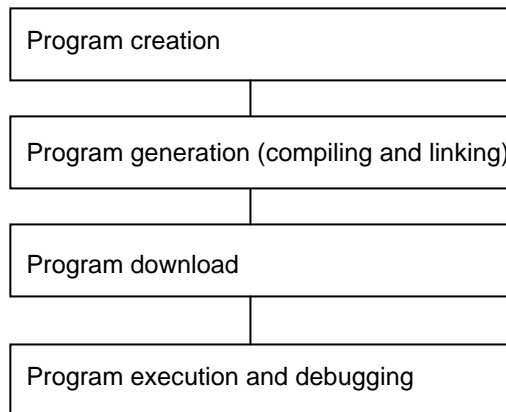 Program creation
Program generation (compiling and linking)
Program download
Program execution and debugging